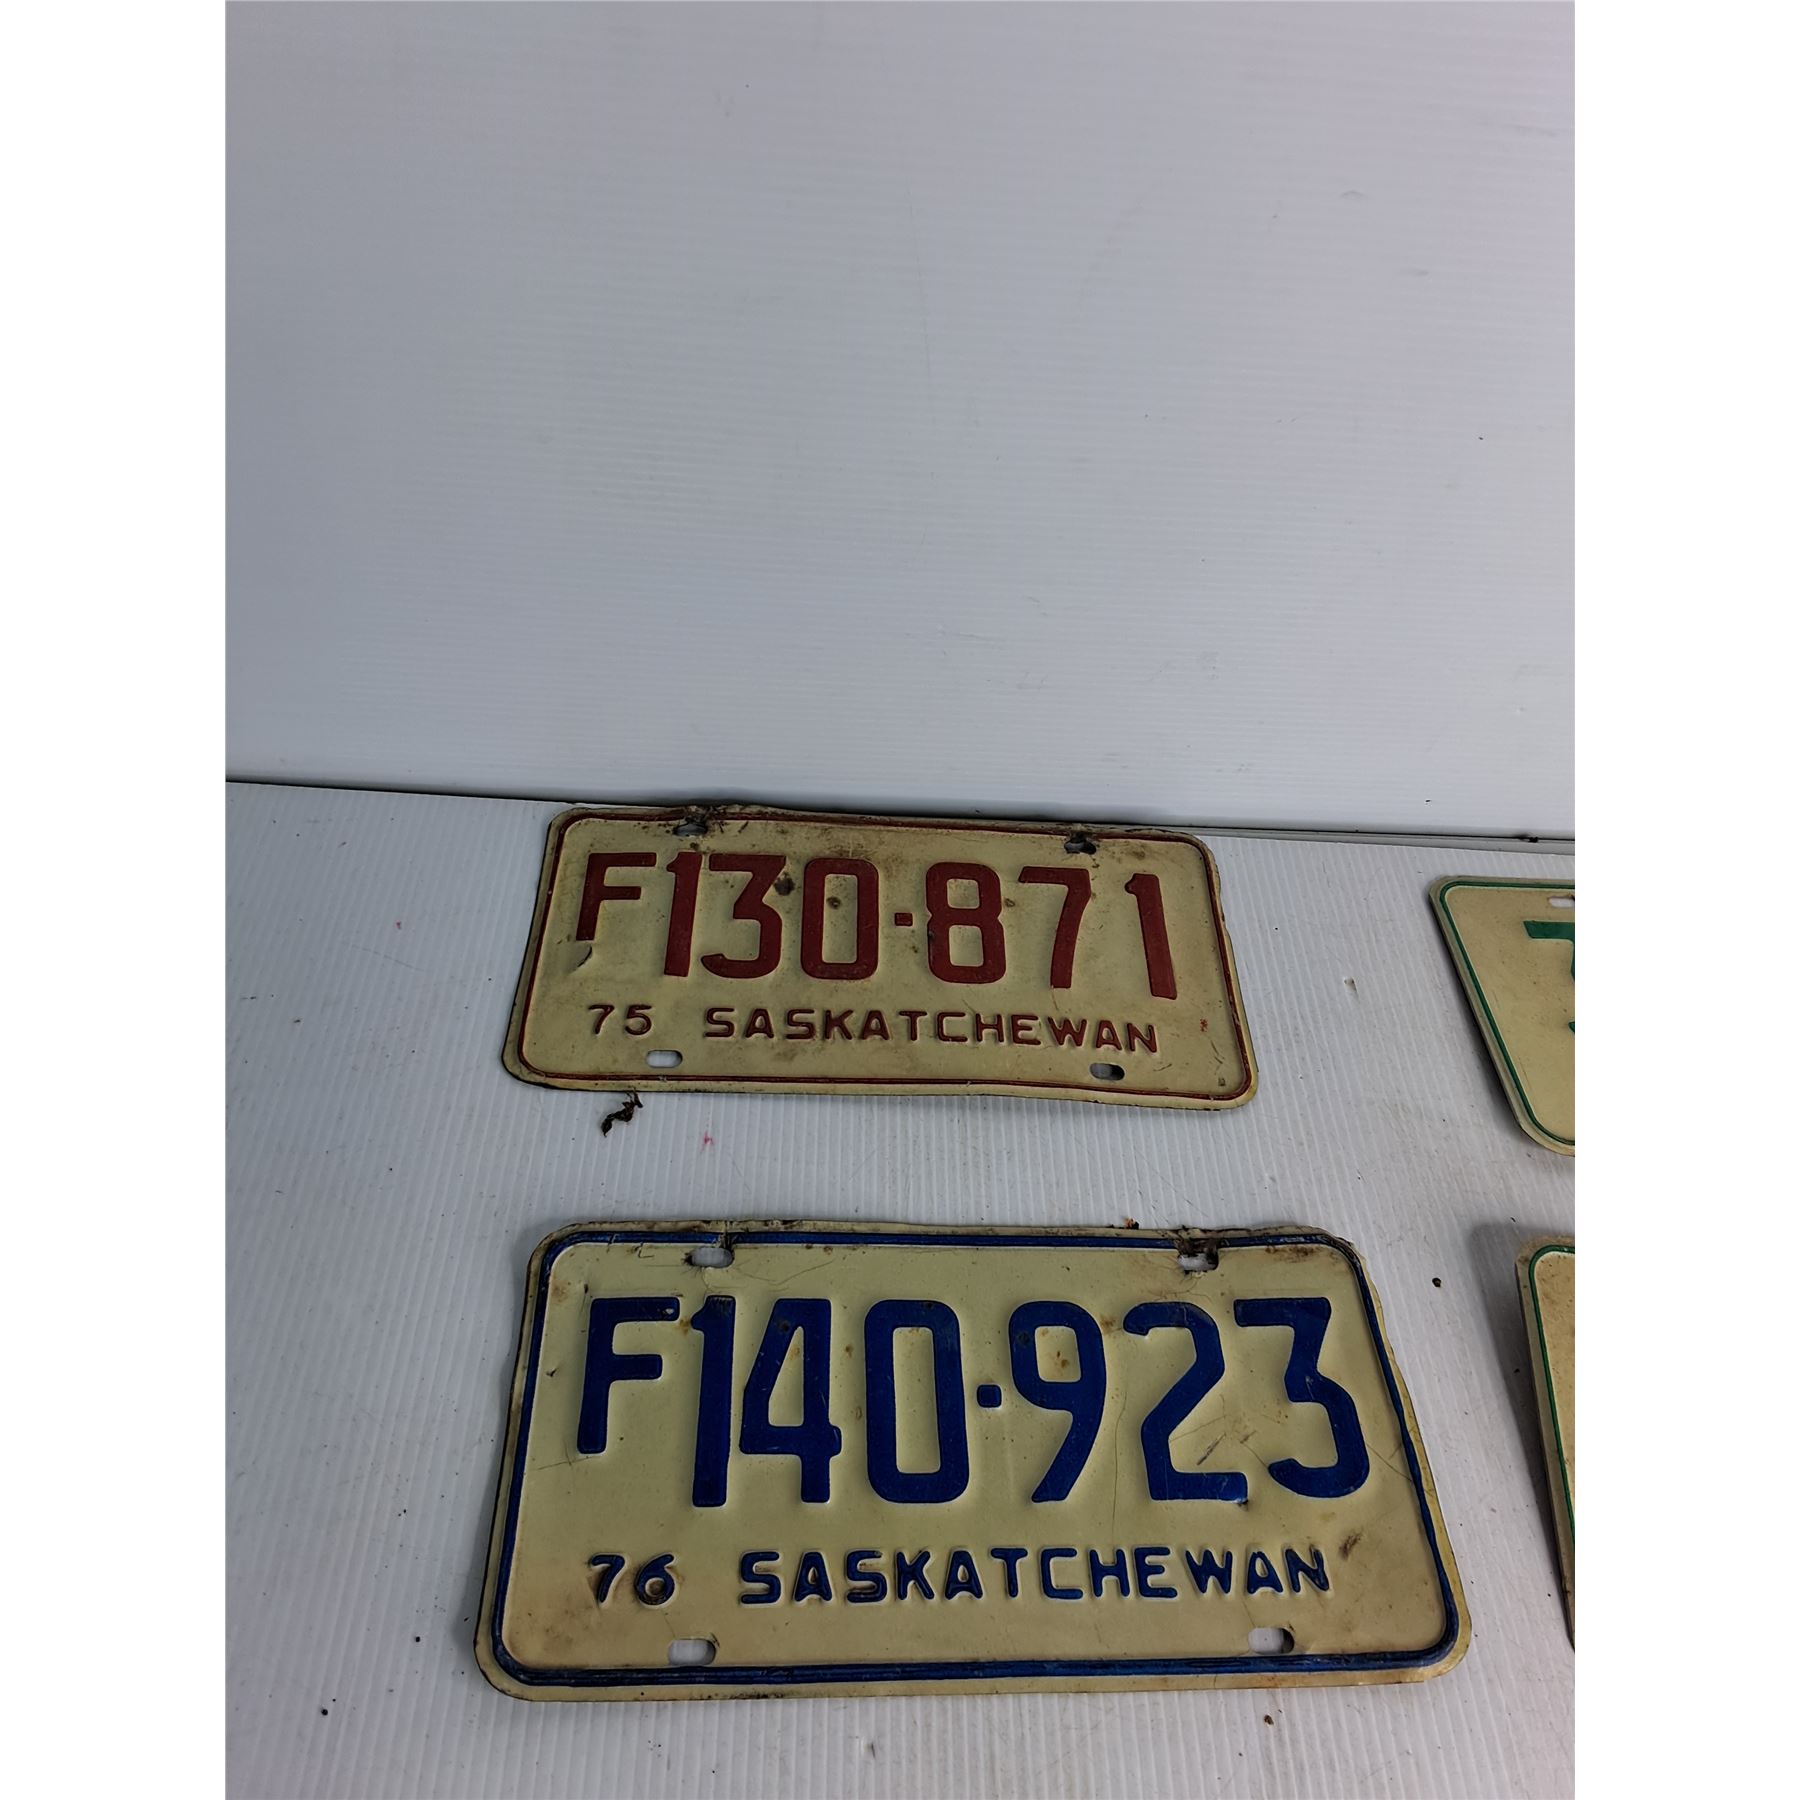 F130-871
75 SASKATCHEWAN
F140-923
76 SASKATCHEWAN